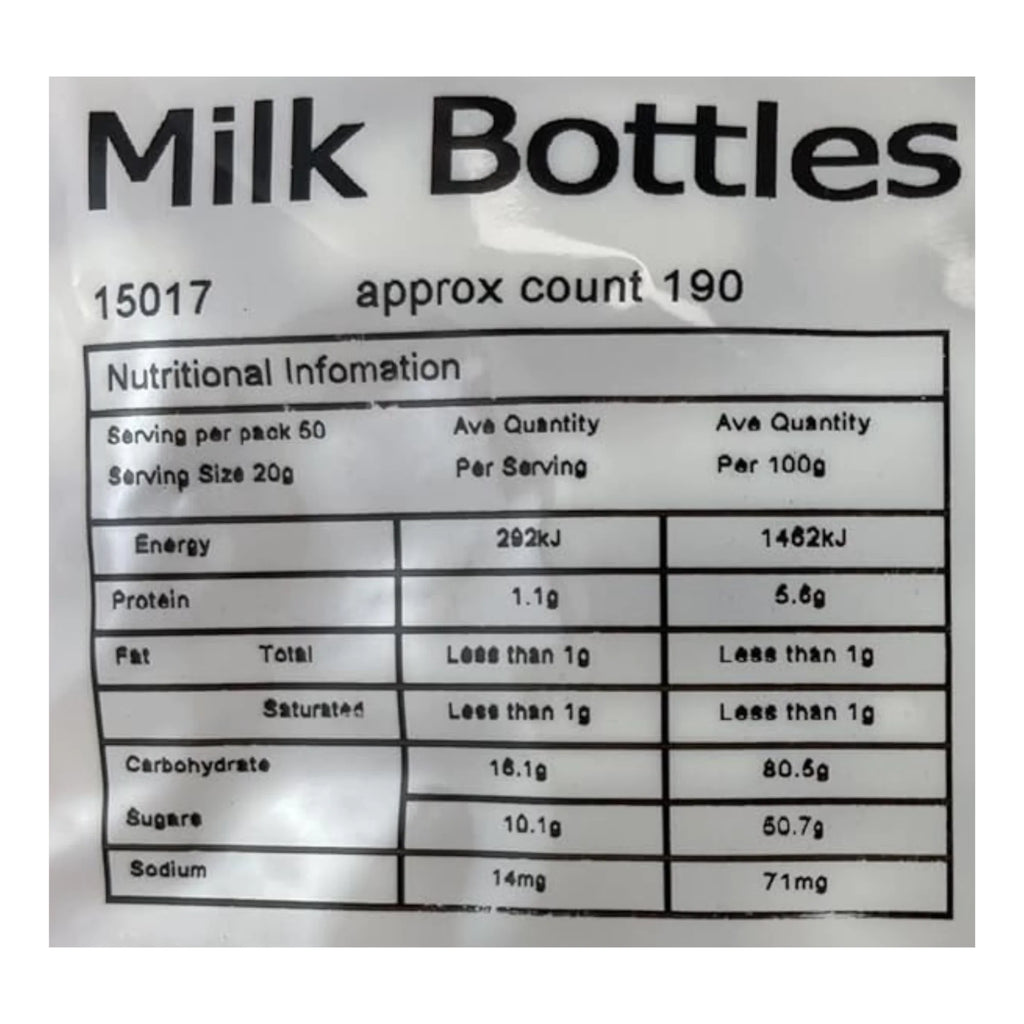 Milk Bottles
15017 approx count 190
Nutritional Infomation
Serving per pack 50 Ave Quantity Ave Quantity
Serving Size 20g Per Serving Per 100g
Energy 292kJ 1462kJ
Protein 1.1g 5.6g
Fat Total Less than 1g Less than 1g
Saturated Less than 1g Less than 1g
Carbohydrate 16.1g 80.5g
Sugars 10.1g 50.7g
Sodium 14mg 71mg